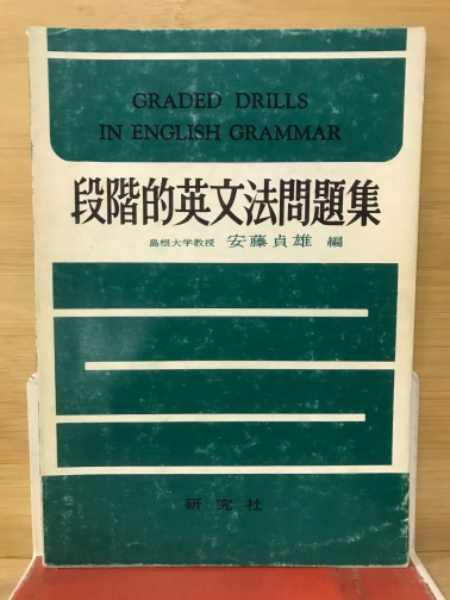 GRADED DRILLS
IN ENGLISH GRAMMAR
段階的英文法問題集
島根大学教授 安藤貞雄 編
研究社